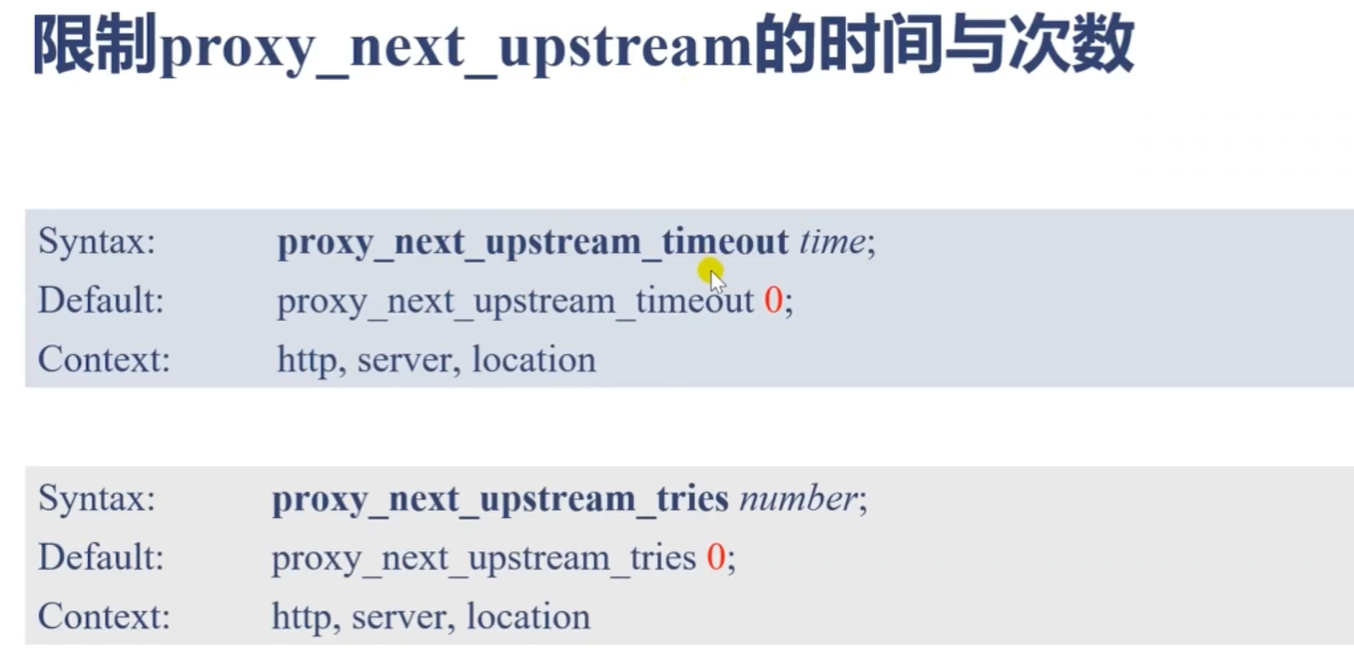 限制proxy_next_upstream的时间与次数
Syntax: proxy_next_upstream_timeout time;
Default: proxy_next_upstream_timeout 0;
Context: http, server, location
Syntax: proxy_next_upstream_tries number;
Default: proxy_next_upstream_tries 0;
Context: http, server, location